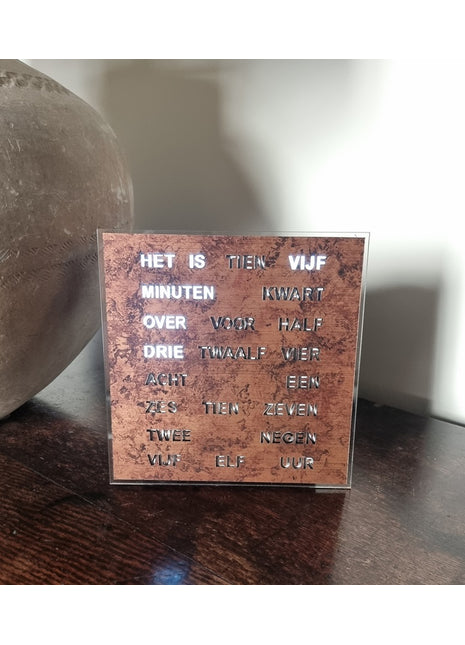 HET IS TIEN VIJF
MINUTEN KWART
OVER VOOR HALF
DRIE TWAALF VIER
ACHT EEN
ZES TIEN ZEVEN
TWEE NEGEN
VIJF ELF UUR